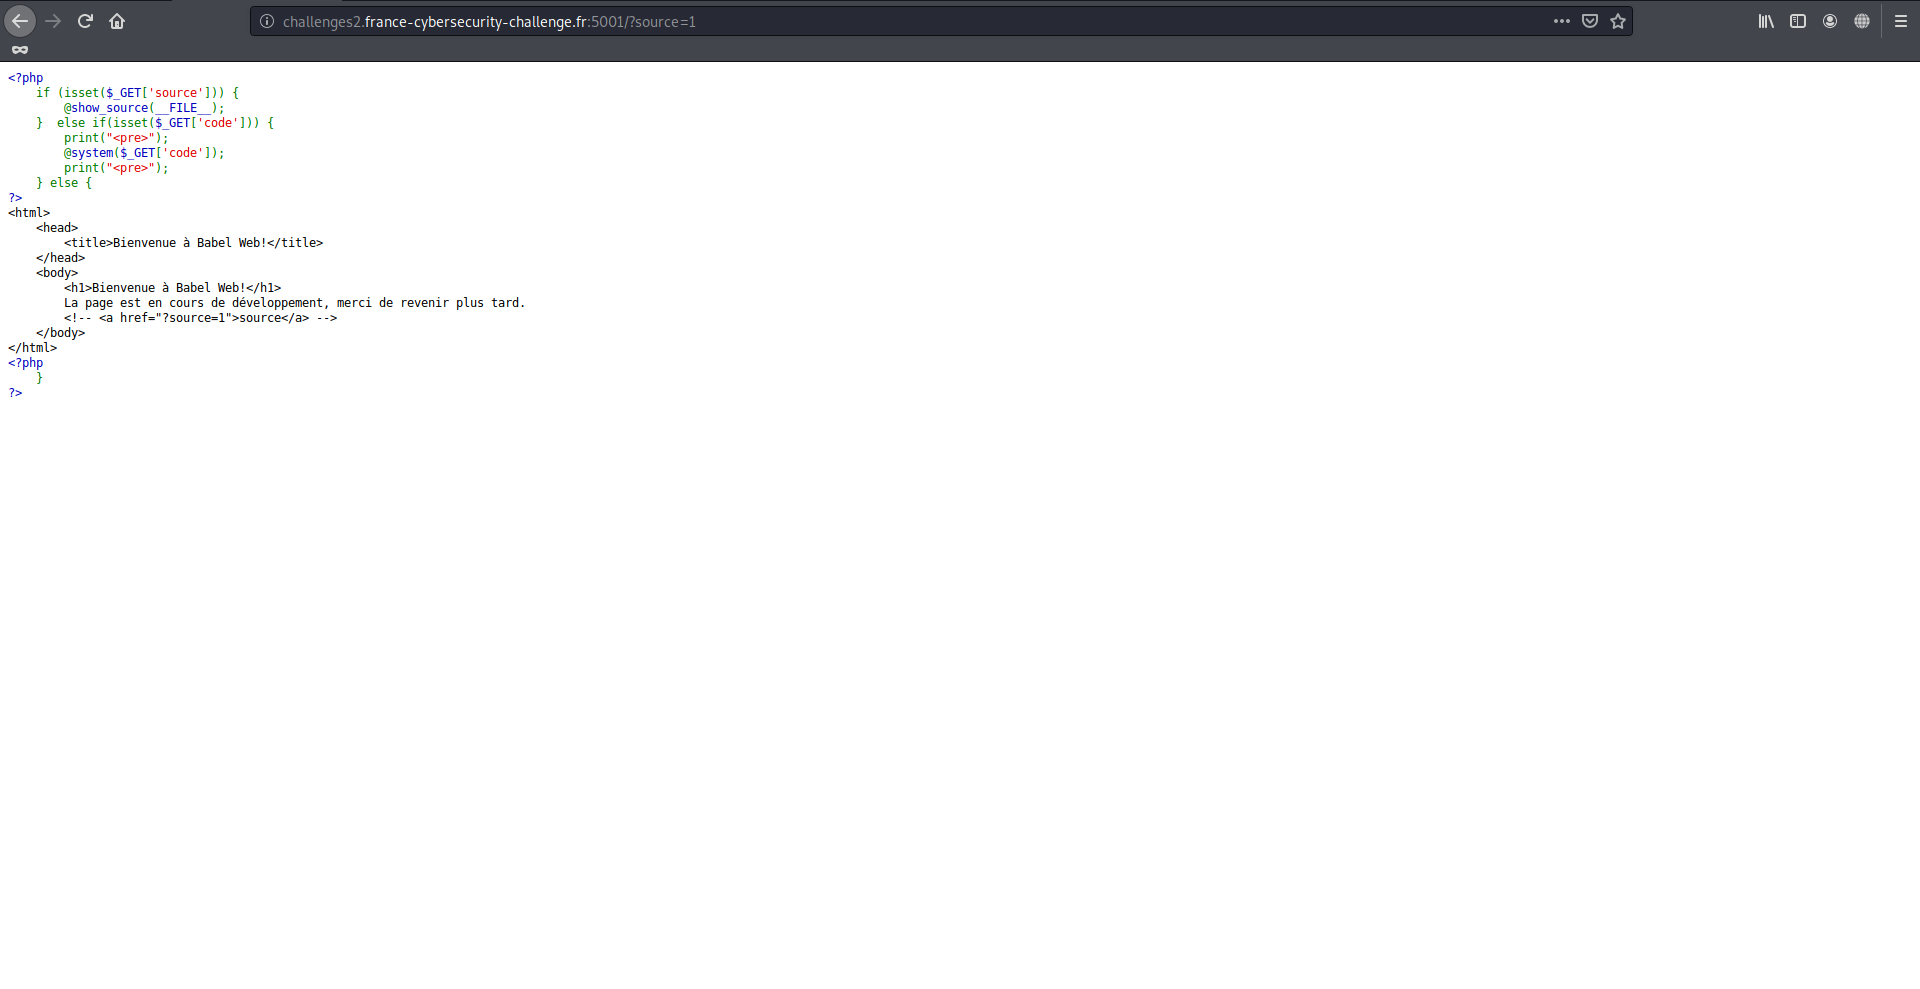 challenges2.france-cybersecurity-challenge.fr:5001/?source=1
<?php
    if (isset($_GET['source'])) {
        @show_source(__FILE__);
    }  else if(isset($_GET['code'])) {
        print("<pre>");
        @system($_GET['code']);
        print("<pre>");
    } else {
?>
<html>
    <head>
        <title>Bienvenue à Babel Web!</title>
    </head>
    <body>
        <h1>Bienvenue à Babel Web!</h1>
        La page est en cours de développement, merci de revenir plus tard.
        <!-- <a href="?source=1">source</a> -->
    </body>
</html>
<?php
    }
?>